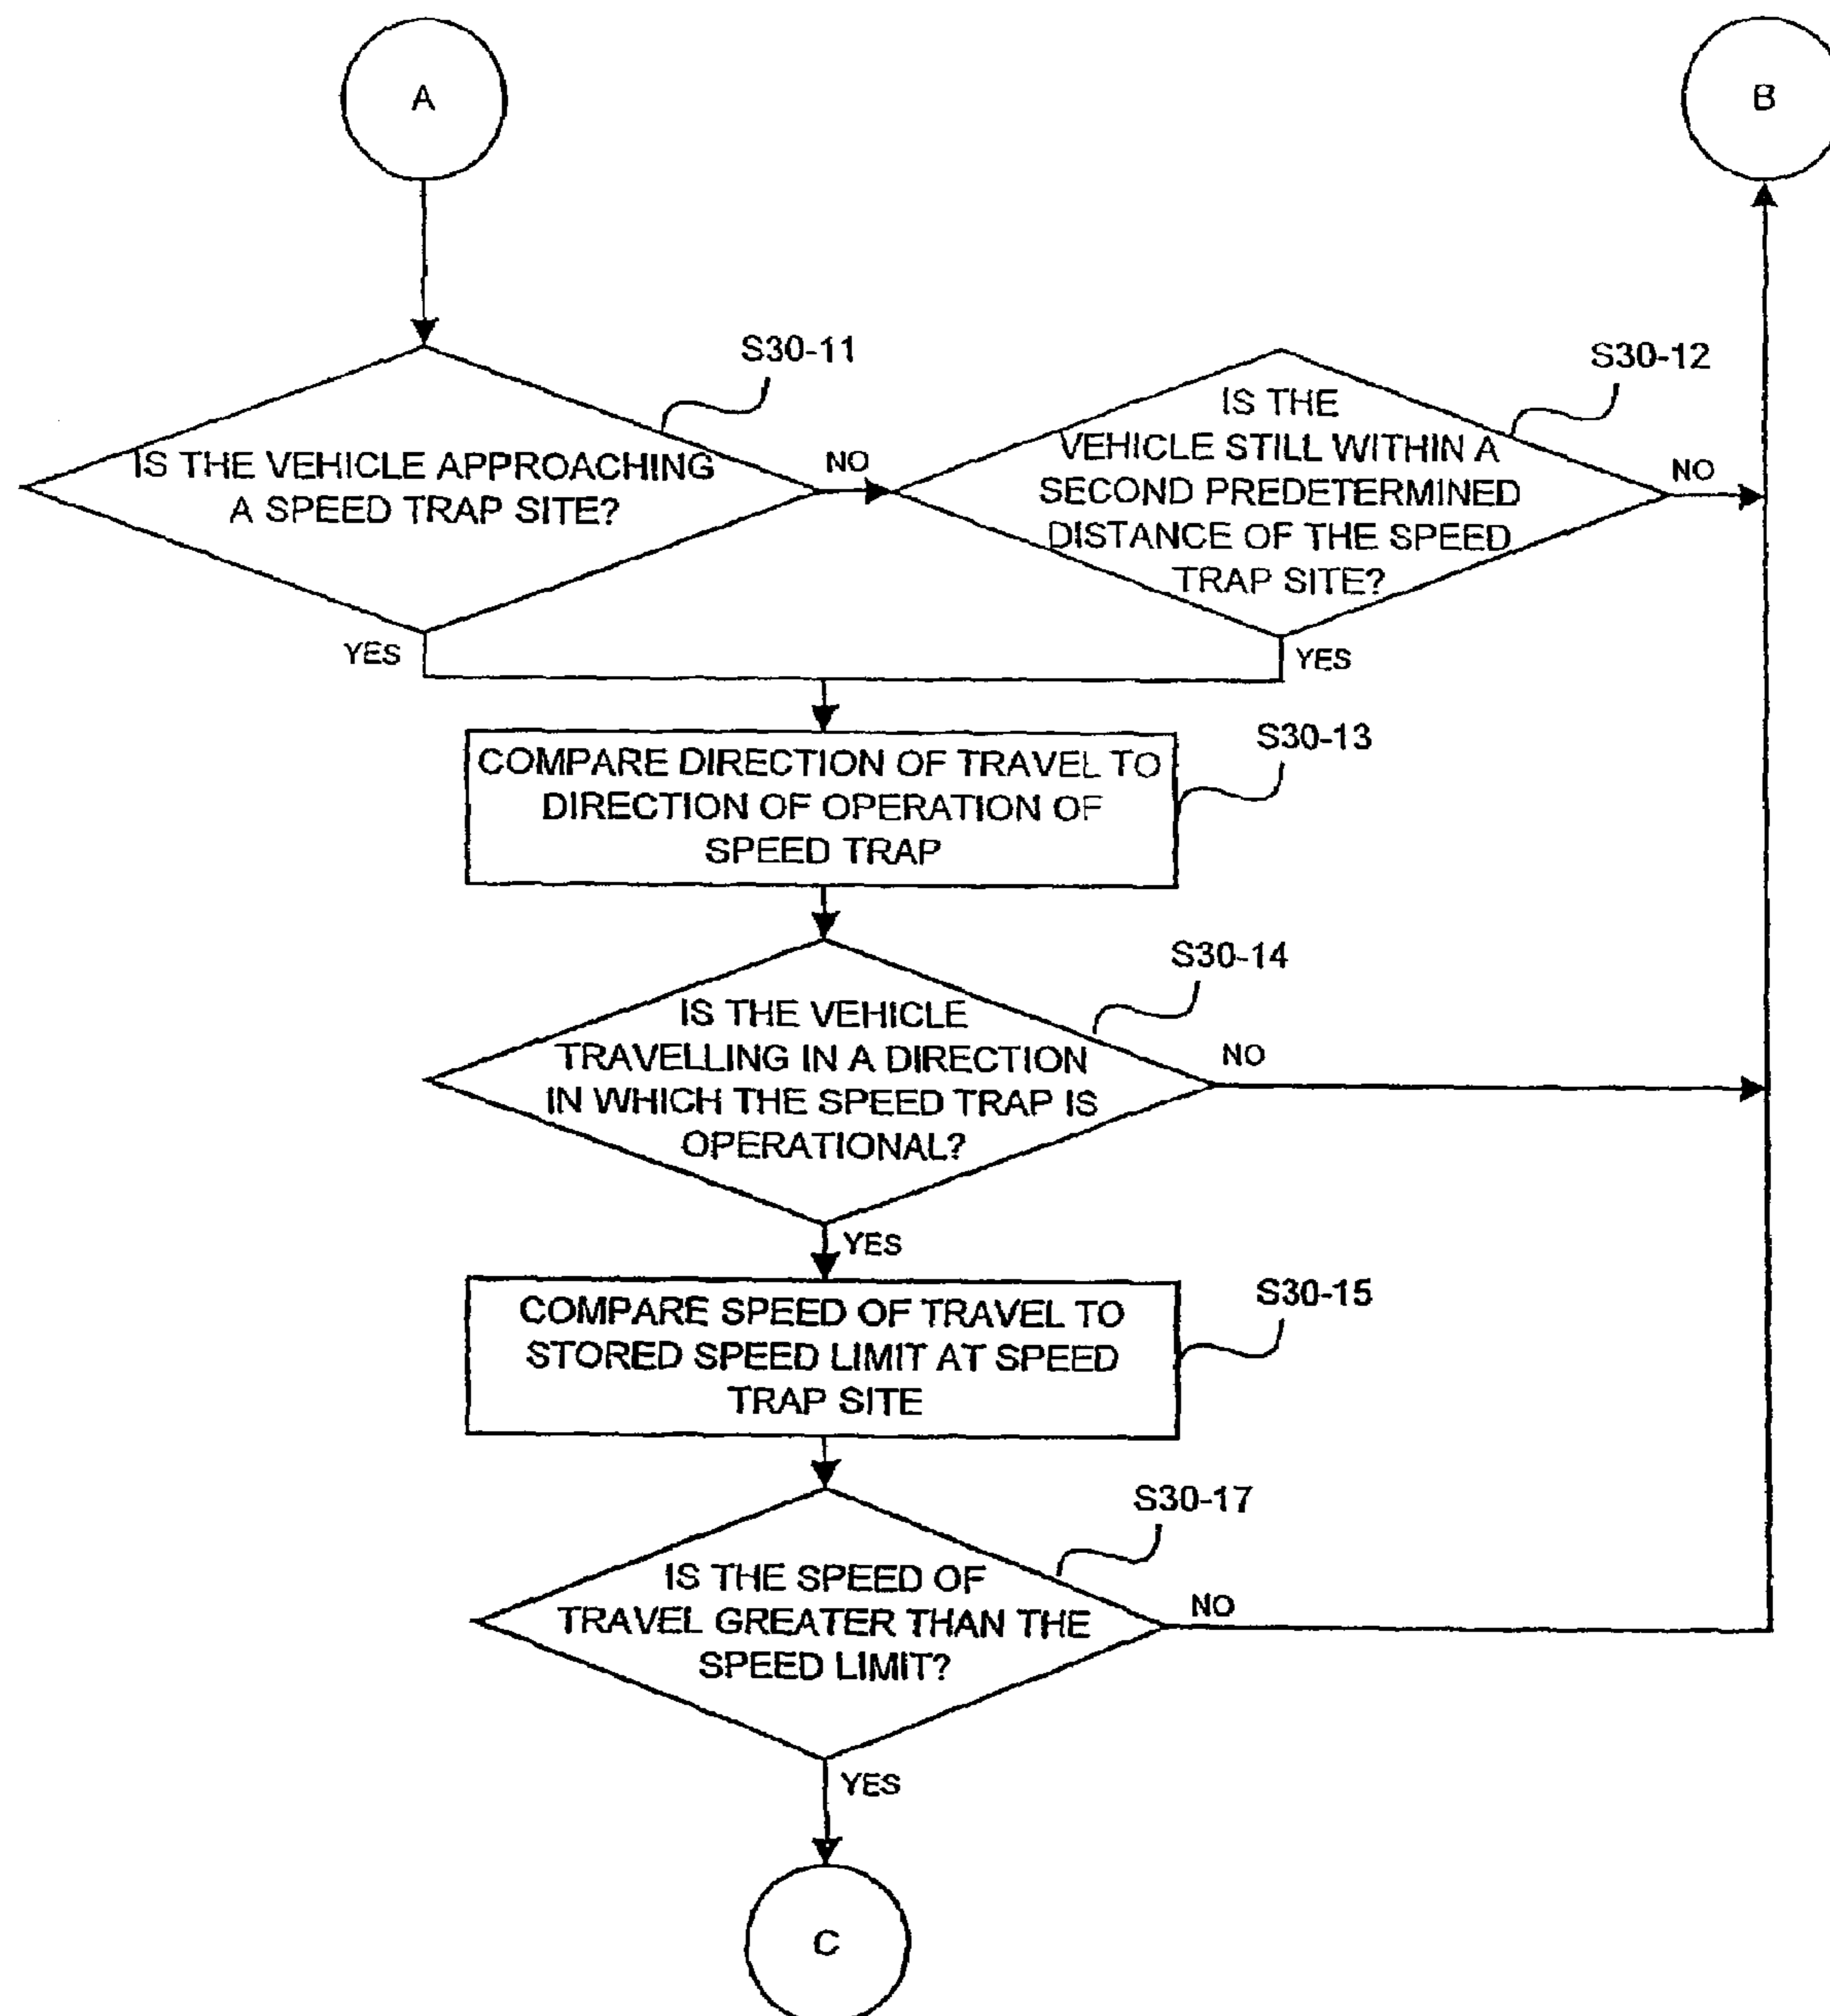 A
B
S30-11
IS THE VEHICLE APPROACHING
A SPEED TRAP SITE?
NO
YES
S30-12
IS THE
VEHICLE STILL WITHIN A
SECOND PREDETERMINED
DISTANCE OF THE SPEED
TRAP SITE?
NO
YES
S30-13
COMPARE DIRECTION OF TRAVEL TO
DIRECTION OF OPERATION OF
SPEED TRAP
S30-14
IS THE VEHICLE
TRAVELLING IN A DIRECTION
IN WHICH THE SPEED TRAP IS
OPERATIONAL?
NO
YES
S30-15
COMPARE SPEED OF TRAVEL TO
STORED SPEED LIMIT AT SPEED
TRAP SITE
S30-17
IS THE SPEED OF
TRAVEL GREATER THAN THE
SPEED LIMIT?
NO
YES
C